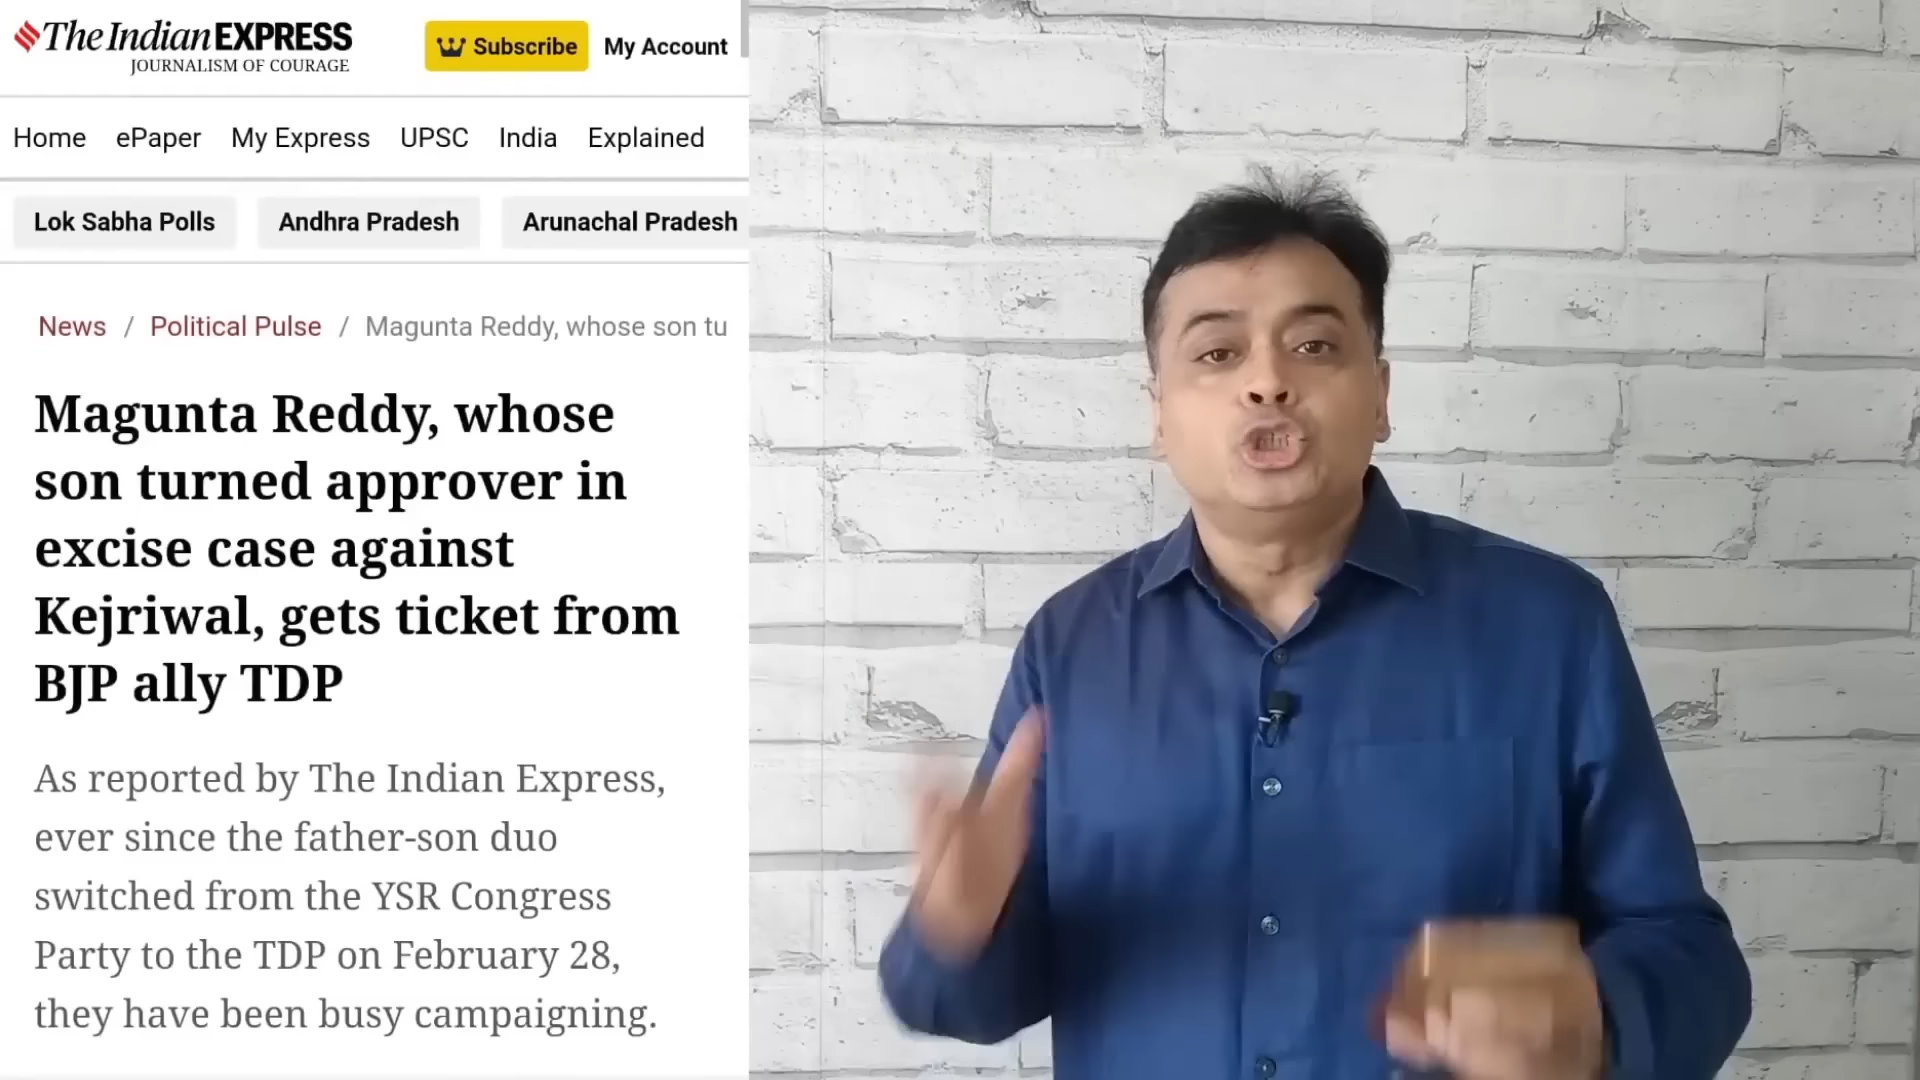 The Indian EXPRESS
JOURNALISM OF COURAGE
Subscribe
My Account
Home ePaper My Express UPSC India Explained
Lok Sabha Polls Andhra Pradesh Arunachal Pradesh
News / Political Pulse / Magunta Reddy, whose son tu
Magunta Reddy, whose
son turned approver in
excise case against
Kejriwal, gets ticket from
BJP ally TDP
As reported by The Indian Express,
ever since the father-son duo
switched from the YSR Congress
Party to the TDP on February 28,
they have been busy campaigning.